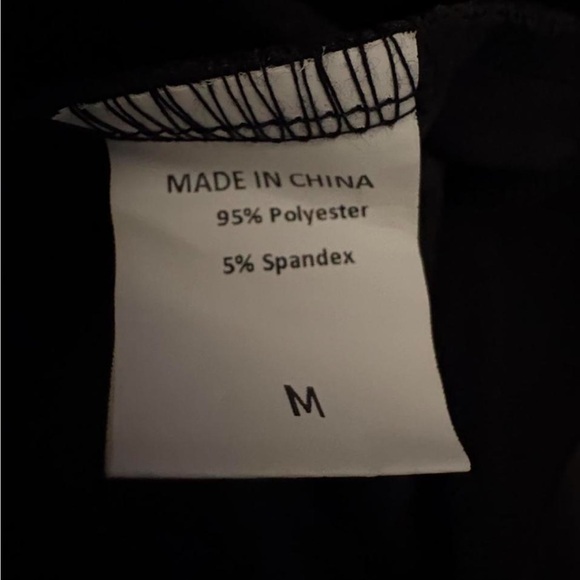 MADE IN CHINA
95% Polyester
5% Spandex
M